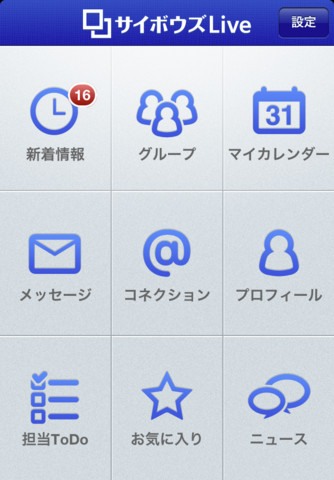 サイボウズLive
設定
16
新着情報
グループ
31
マイカレンダー
メッセージ
@
コネクション
プロフィール
担当ToDo
お気に入り
ニュース